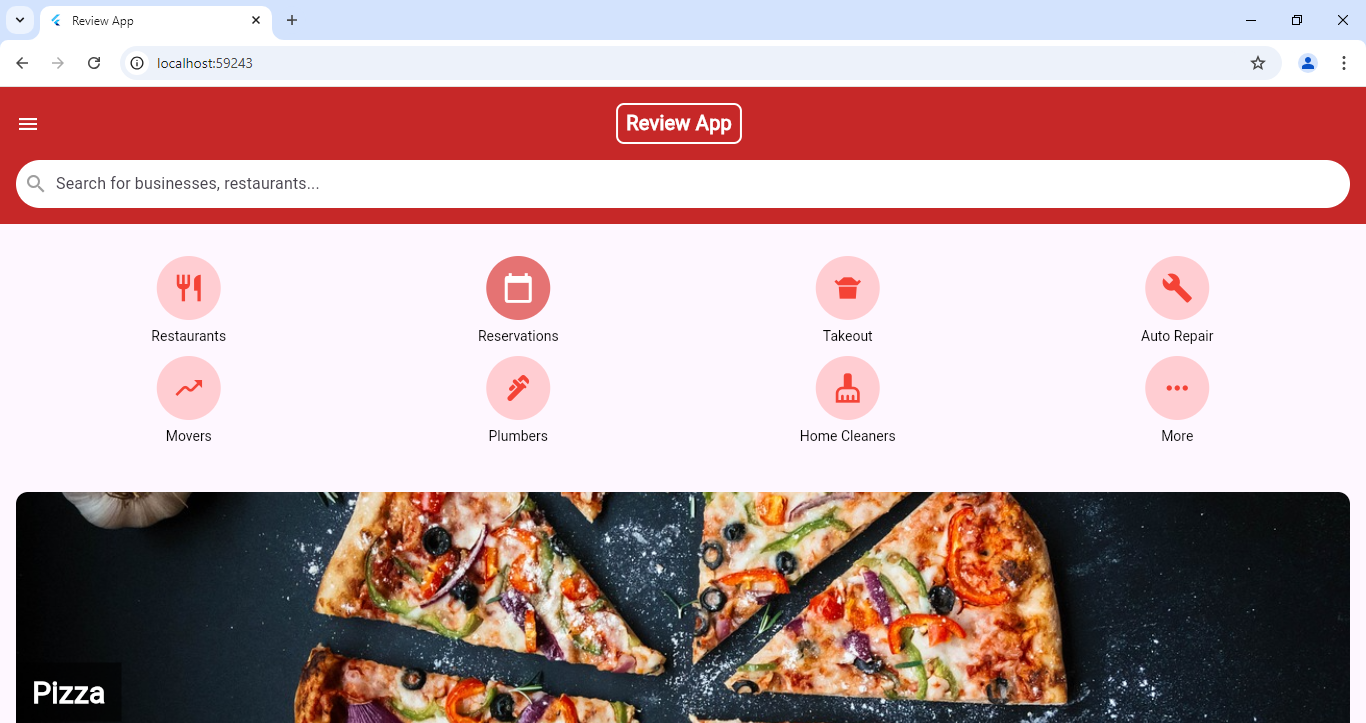 Review App
localhost:59243
Review App
Search for businesses, restaurants...
Restaurants
Reservations
Takeout
Auto Repair
Movers
Plumbers
Home Cleaners
More
Pizza